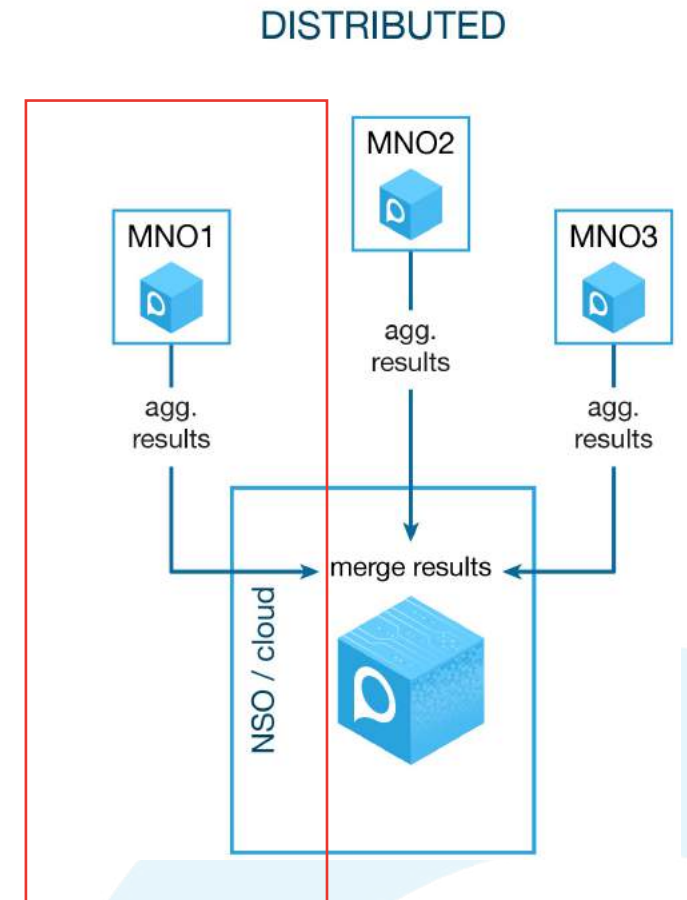 DISTRIBUTED
MNO2
MNO1
MNO3
agg.
results
agg.
results
agg.
results
merge results
NSO / cloud